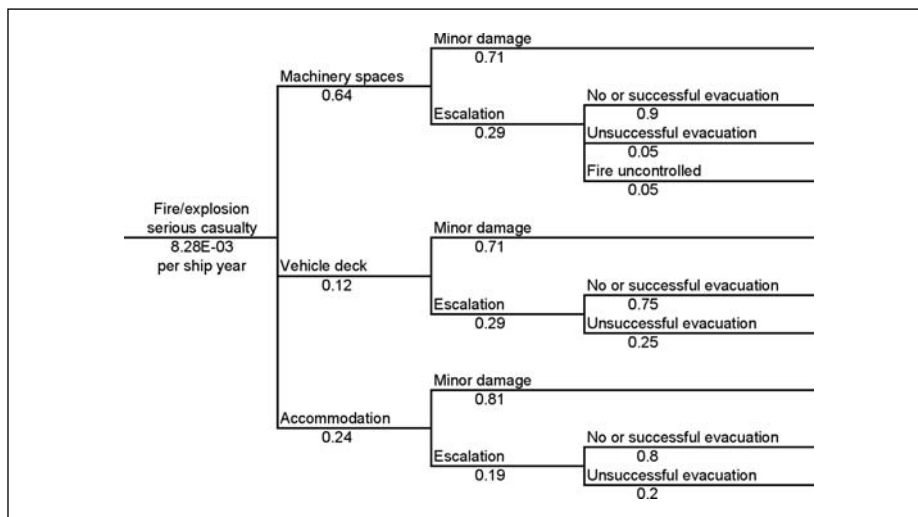 Minor damage
0.71
Machinery spaces
0.64
No or successful evacuation
0.9
Escalation
0.29
Unsuccessful evacuation
0.05
Fire uncontrolled
0.05
Fire/explosion
serious casualty
8.28E-03
per ship year
Minor damage
0.71
Vehicle deck
0.12
No or successful evacuation
0.75
Escalation
0.29
Unsuccessful evacuation
0.25
Minor damage
0.81
Accommodation
0.24
No or successful evacuation
0.8
Escalation
0.19
Unsuccessful evacuation
0.2